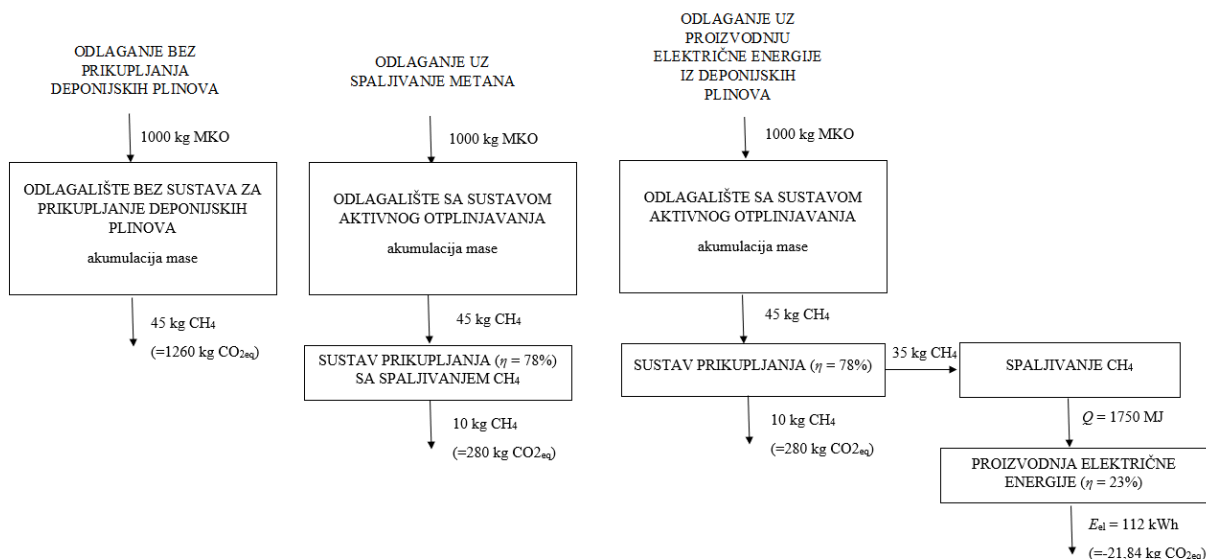 ODLAGANJE BEZ
PRIKUPLJANJA
DEPONIJSKIH PLINOVA
1000 kg MKO
ODLAGALIŠTE BEZ SUSTAVA ZA
PRIKUPLJANJE DEPONIJSKIH
PLINOVA
akumulacija mase
45 kg CH₄
(=1260 kg CO₂eq)
ODLAGANJE UZ
SPALJIVANJE METANA
1000 kg MKO
ODLAGALIŠTE SA SUSTAVOM
AKTIVNOG OTPLINJAVANJA
akumulacija mase
45 kg CH₄
SUSTAV PRIKUPLJANJA (η = 78%)
SA SPALJIVANJEM CH₄
10 kg CH₄
(=280 kg CO2eq)
ODLAGANJE UZ
PROIZVODNJU
ELEKTRIČNE ENERGIJE
IZ DEPONIJSKIH
PLINOVA
1000 kg MKO
ODLAGALIŠTE SA SUSTAVOM
AKTIVNOG OTPLINJAVANJA
akumulacija mase
45 kg CH₄
SUSTAV PRIKUPLJANJA (η = 78%)
10 kg CH₄
(=280 kg CO2eq)
35 kg CH₄
SPALJIVANJE CH₄
Q = 1750 MJ
PROIZVODNJA ELEKTRIČNE
ENERGIJE (η = 23%)
Eel = 112 kWh
(=-21,84 kg CO₂eq)